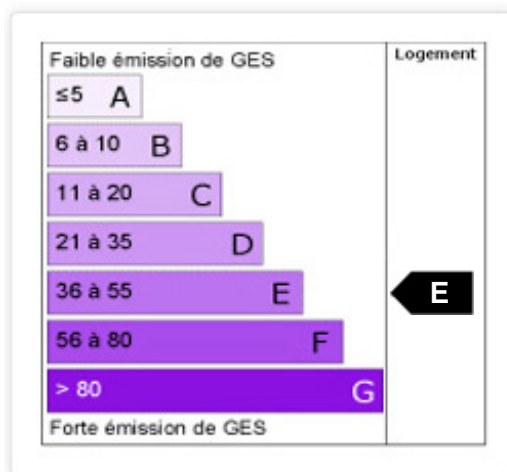 Faible émission de GES
Logement
≤5 A
6 à 10 B
11 à 20 C
21 à 35 D
36 à 55 E
E
56 à 80 F
> 80 G
Forte émission de GES